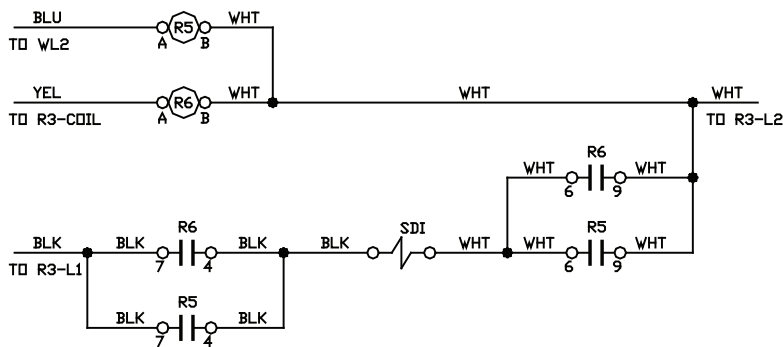 BLU R5 WHT
TO WL2 A B
YEL R6 WHT WHT WHT
TO R3-COIL A B TO R3-L2
R6
WHT WHT
6 9
R6 SDI R5
BLK BLK BLK BLK WHT WHT WHT
TO R3-L1 7 4 6 9
R5
BLK BLK
7 4